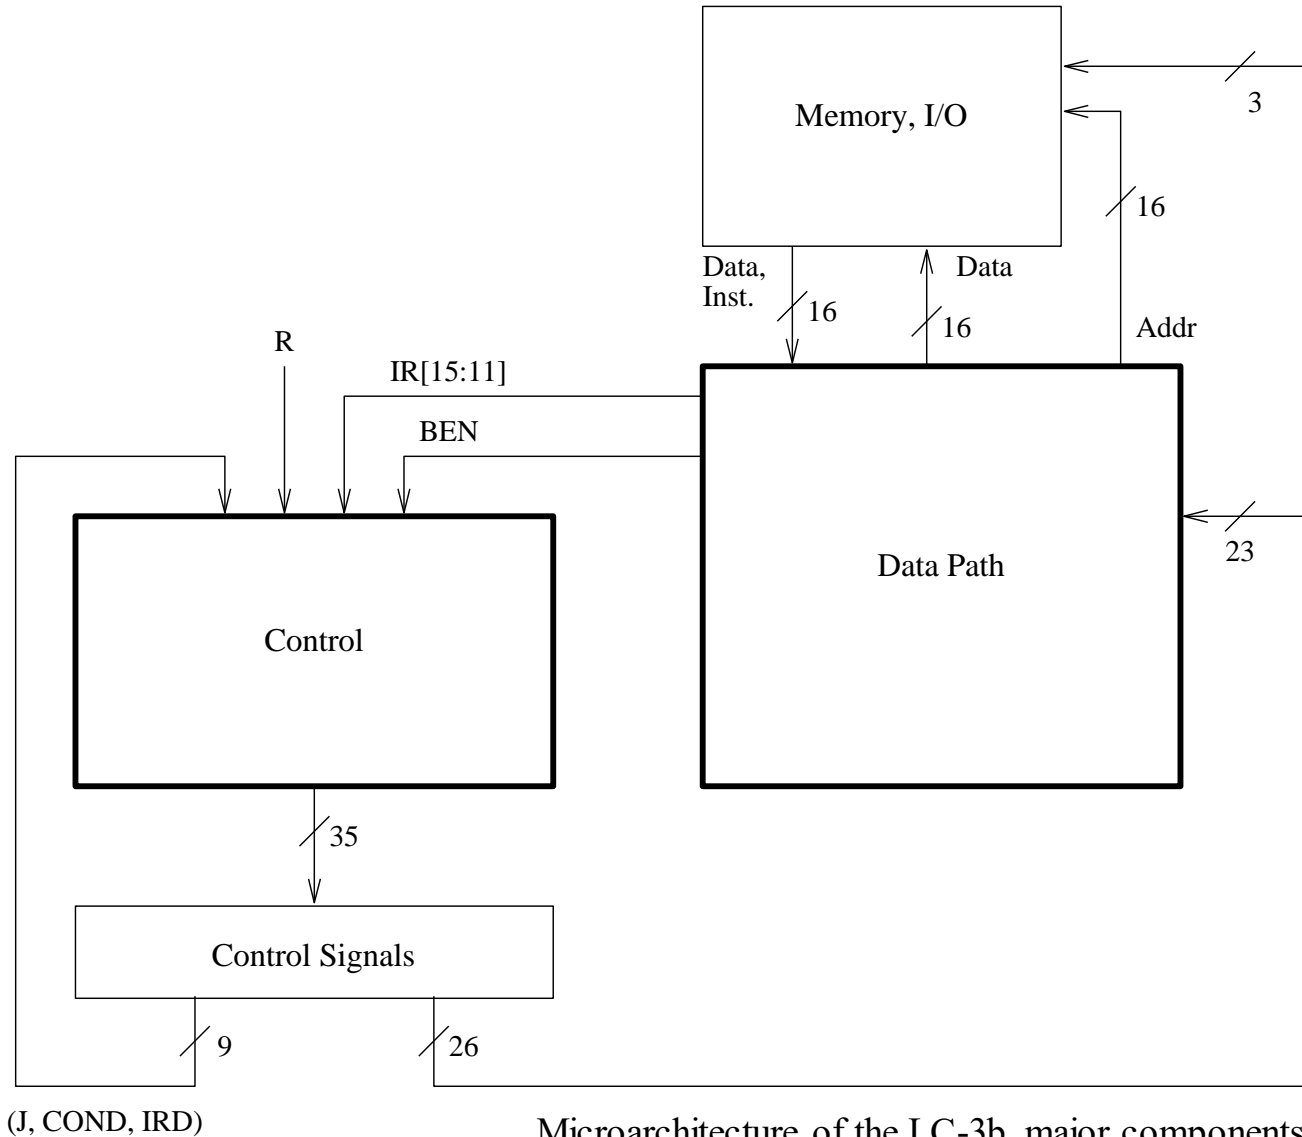 Memory, I/O
3
16
Data,
Inst.
16
Data
16
Addr
R
IR[15:11]
BEN
Control
Data Path
23
35
Control Signals
9
26
(J, COND, IRD)
Microarchitecture of the LC-3b, major components